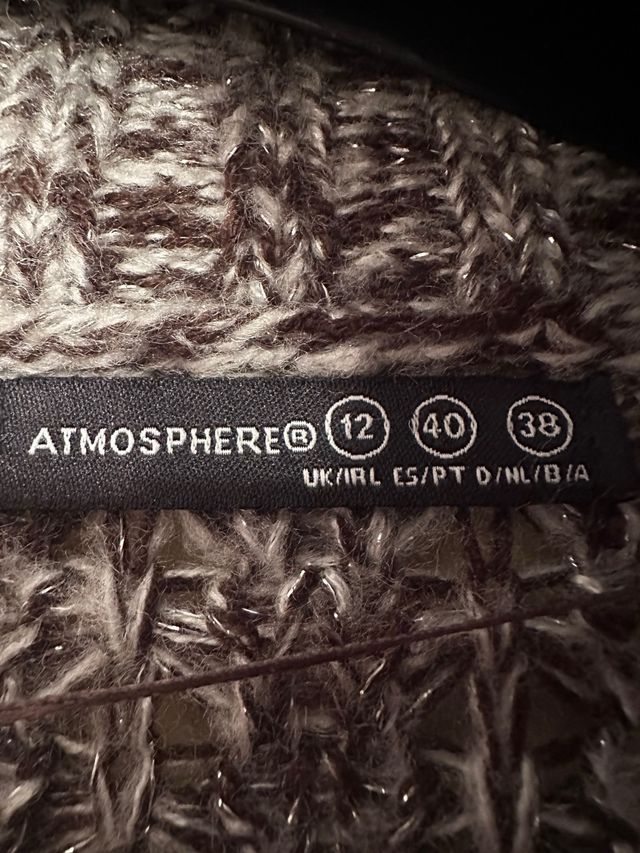 ATMOSPHERE® 12 40 38
UK/IRL ES/PT D/NL/B/A